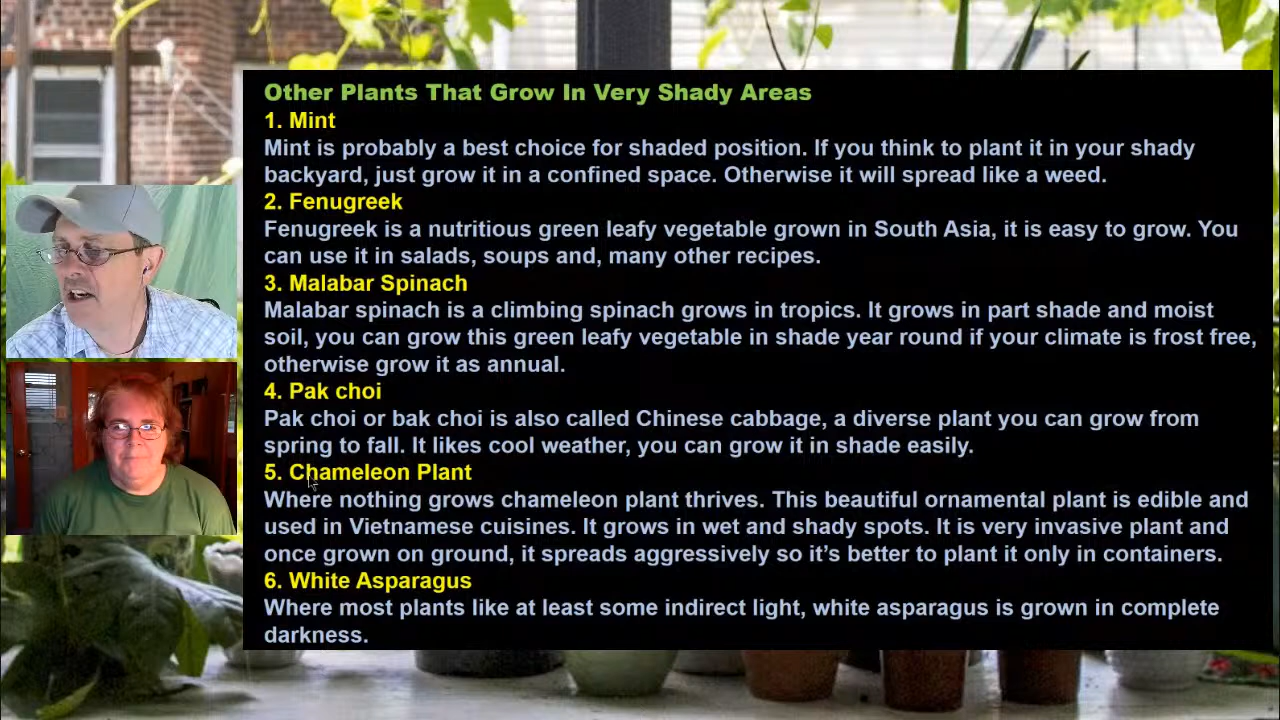 Other Plants That Grow In Very Shady Areas
1. Mint
Mint is probably a best choice for shaded position. If you think to plant it in your shady
backyard, just grow it in a confined space. Otherwise it will spread like a weed.
2. Fenugreek
Fenugreek is a nutritious green leafy vegetable grown in South Asia, it is easy to grow. You
can use it in salads, soups and, many other recipes.
3. Malabar Spinach
Malabar spinach is a climbing spinach grows in tropics. It grows in part shade and moist
soil, you can grow this green leafy vegetable in shade year round if your climate is frost free,
otherwise grow it as annual.
4. Pak choi
Pak choi or bak choi is also called Chinese cabbage, a diverse plant you can grow from
spring to fall. It likes cool weather, you can grow it in shade easily.
5. Chameleon Plant
Where nothing grows chameleon plant thrives. This beautiful ornamental plant is edible and
used in Vietnamese cuisines. It grows in wet and shady spots. It is very invasive plant and
once grown on ground, it spreads aggressively so it’s better to plant it only in containers.
6. White Asparagus
Where most plants like at least some indirect light, white asparagus is grown in complete
darkness.